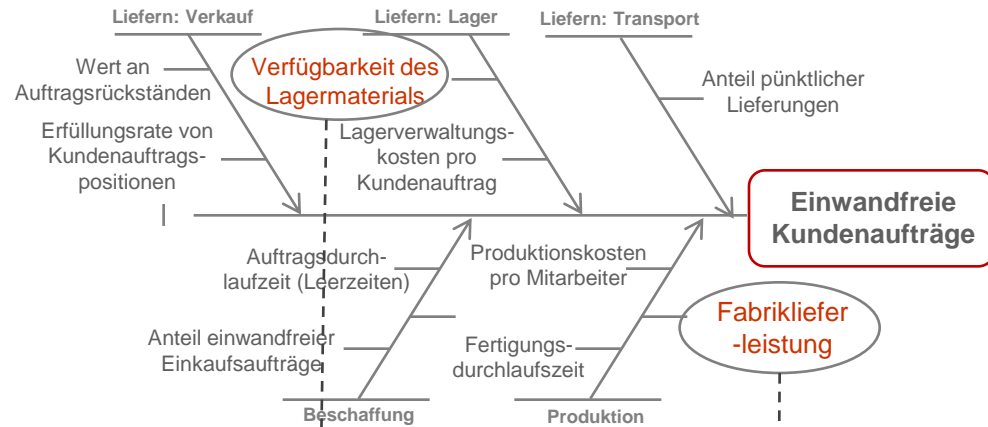 Liefern: Verkauf
Liefern: Lager
Liefern: Transport
Wert an
Auftragsrückständen
Verfügbarkeit des
Lagermaterials
Anteil pünktlicher
Lieferungen
Erfüllungsrate von
Kundenauftrags-
positionen
Lagerverwaltungs-
kosten pro
Kundenauftrag
Einwandfreie
Kundenaufträge
Auftragsdurch-
laufzeit (Leerzeiten)
Produktionskosten
pro Mitarbeiter
Anteil einwandfreier
Einkaufsaufträge
Fertigungs-
durchlaufszeit
Fabrikliefer
-leistung
Beschaffung
Produktion